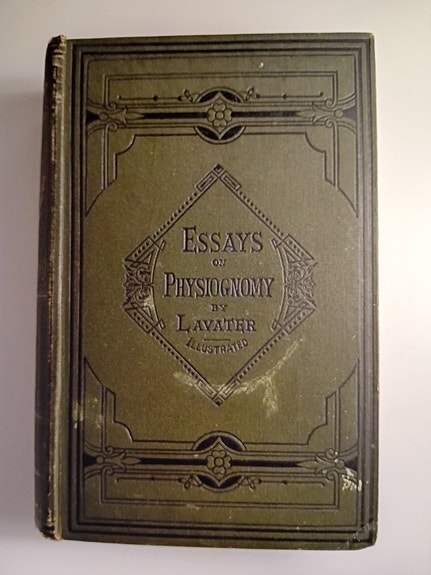 ESSAYS
ON
PHYSIOGNOMY
BY
LAVATER
ILLUSTRATED